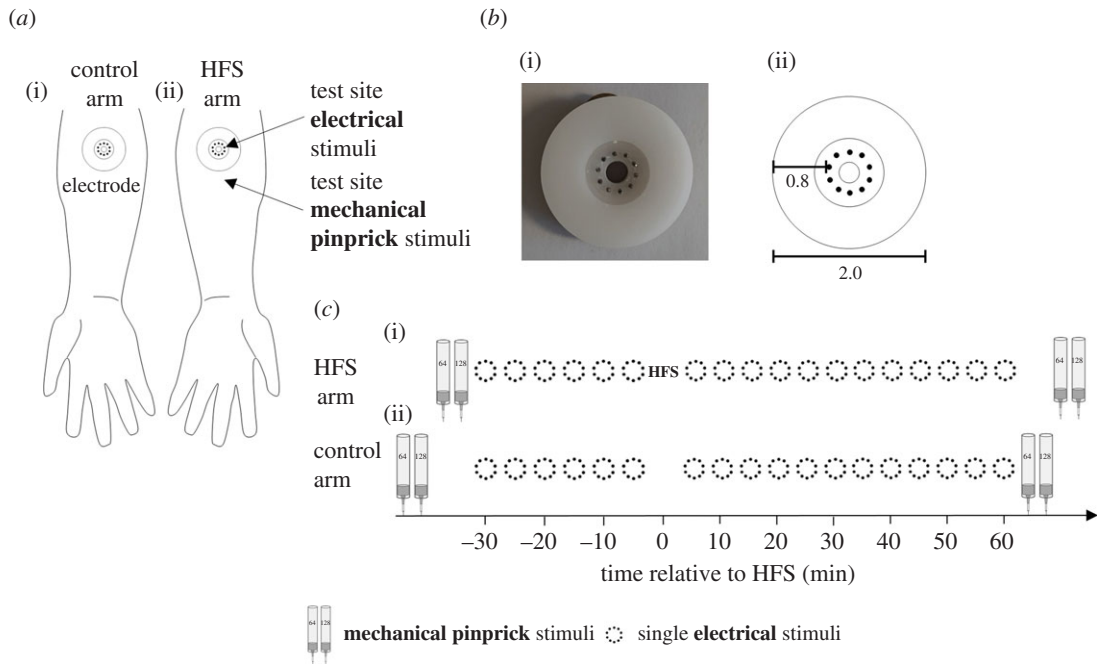 (a)
(b)
(i)
control
arm
(ii)
HFS
arm
test site
electrical
stimuli
electrode
test site
mechanical
pinprick stimuli
(i)
(ii)
0.8
2.0
(c)
(i)
HFS
arm
64
128
HFS
64
128
(ii)
control
arm
64
128
64
128
–30
–20
–10
0
10
20
30
40
50
60
time relative to HFS (min)
64
128
mechanical pinprick stimuli
single electrical stimuli